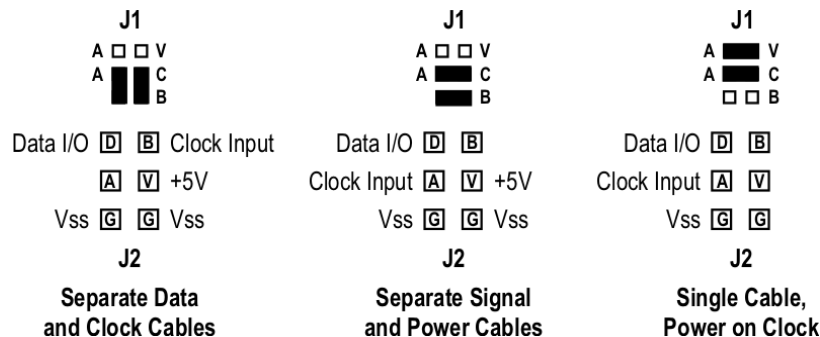 J1 J1 J1
A V A V A V
A C A C A C
B B B
Data I/O D B Clock Input Data I/O D B Data I/O D B
A V +5V Clock Input A V +5V Clock Input A V
Vss G G Vss Vss G G Vss Vss G G
J2 J2 J2
Separate Data Separate Signal Single Cable,
and Clock Cables and Power Cables Power on Clock